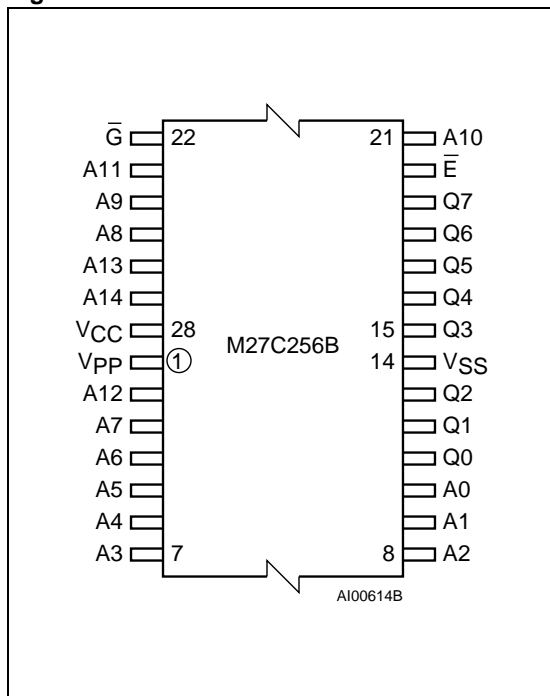 G̅ 22 21 A10
A11 E̅
A9 Q7
A8 Q6
A13 Q5
A14 Q4
VCC 28 15 Q3
M27C256B
VPP 1 14 VSS
A12 Q2
A7 Q1
A6 Q0
A5 A0
A4 A1
A3 7 8 A2
AI00614B